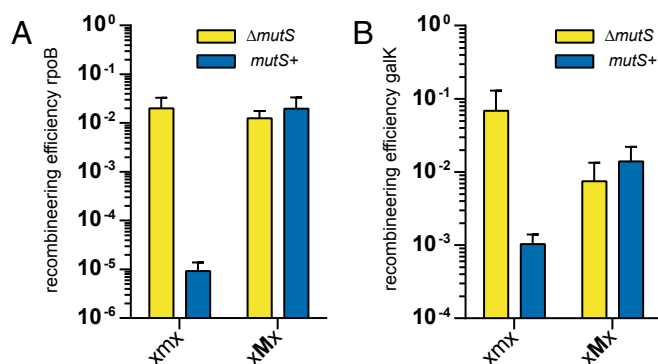 A
ΔmutS
mutS+
recombineering efficiency rpoB
10⁰
10⁻¹
10⁻²
10⁻³
10⁻⁴
10⁻⁵
10⁻⁶
xmx
xMx
B
ΔmutS
mutS+
recombineering efficiency galK
10⁰
10⁻¹
10⁻²
10⁻³
10⁻⁴
xmx
xMx